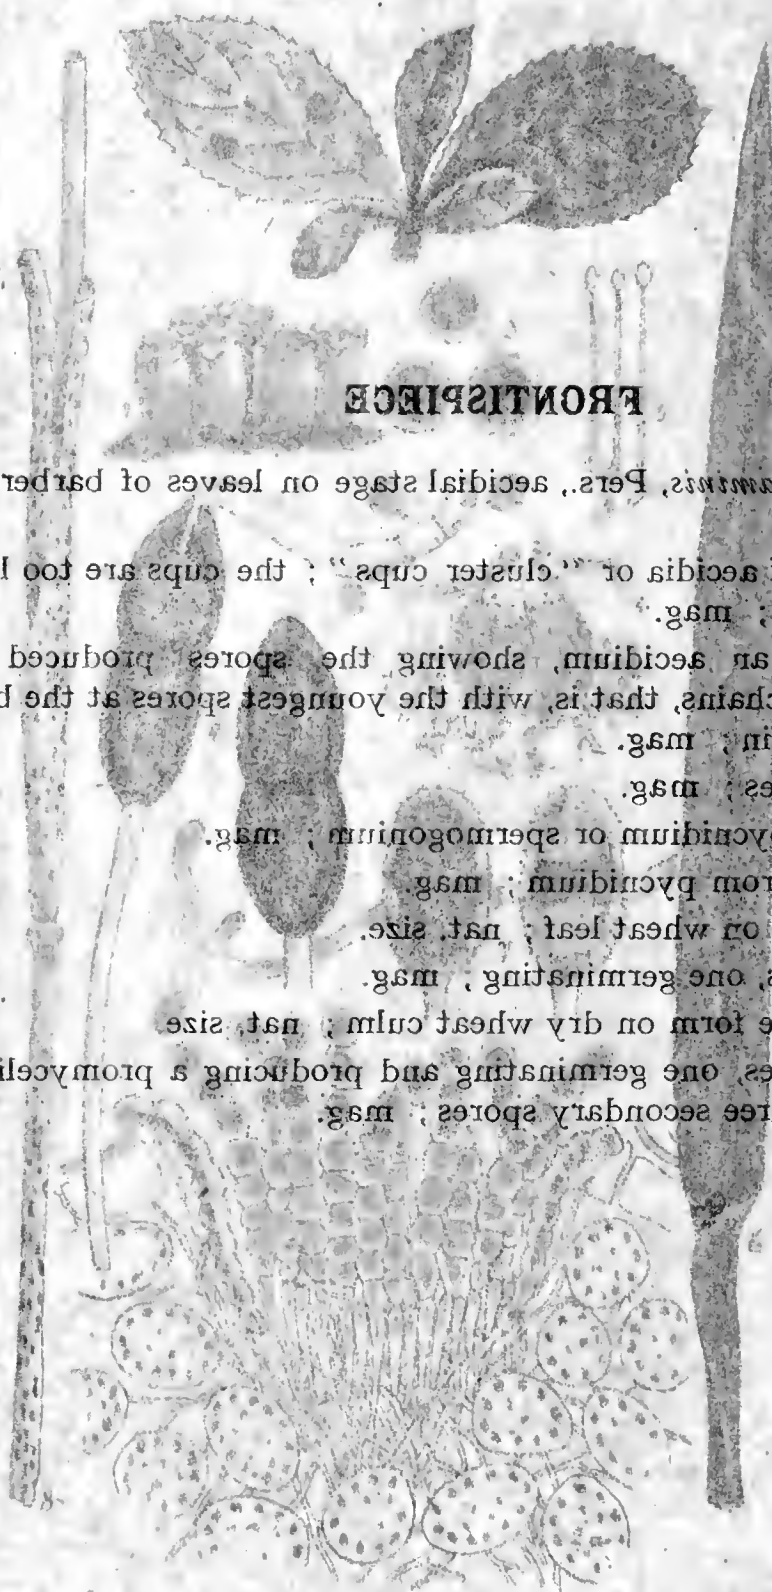 FRONTISPIECE
aminis, Pers., aecidial stage on leaves of barber
aecidia or "cluster cups" ; the cups are too l
; mag.
an aecidium, showing the spores produced
chains, that is, with the youngest spores at the b
in ; mag.
es ; mag.
ycnidium or spermogonium ; mag.
rom pycnidium ; mag.
on wheat leaf ; nat. size.
s, one germinating ; mag.
e form on dry wheat culm ; nat. size.
es, one germinating and producing a promyceli
ree secondary spores ; mag.